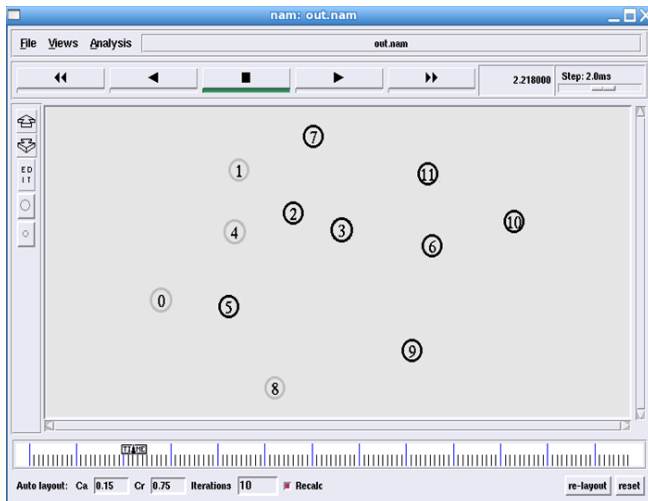 nam: out.nam
File Views Analysis out.nam
2.218000 Step: 2.0ms
ED
IT
7
1
11
2
10
4
3
6
0
5
9
8
TIME
Auto layout: Ca 0.15 Cr 0.75 Iterations 10 Recalc re-layout reset